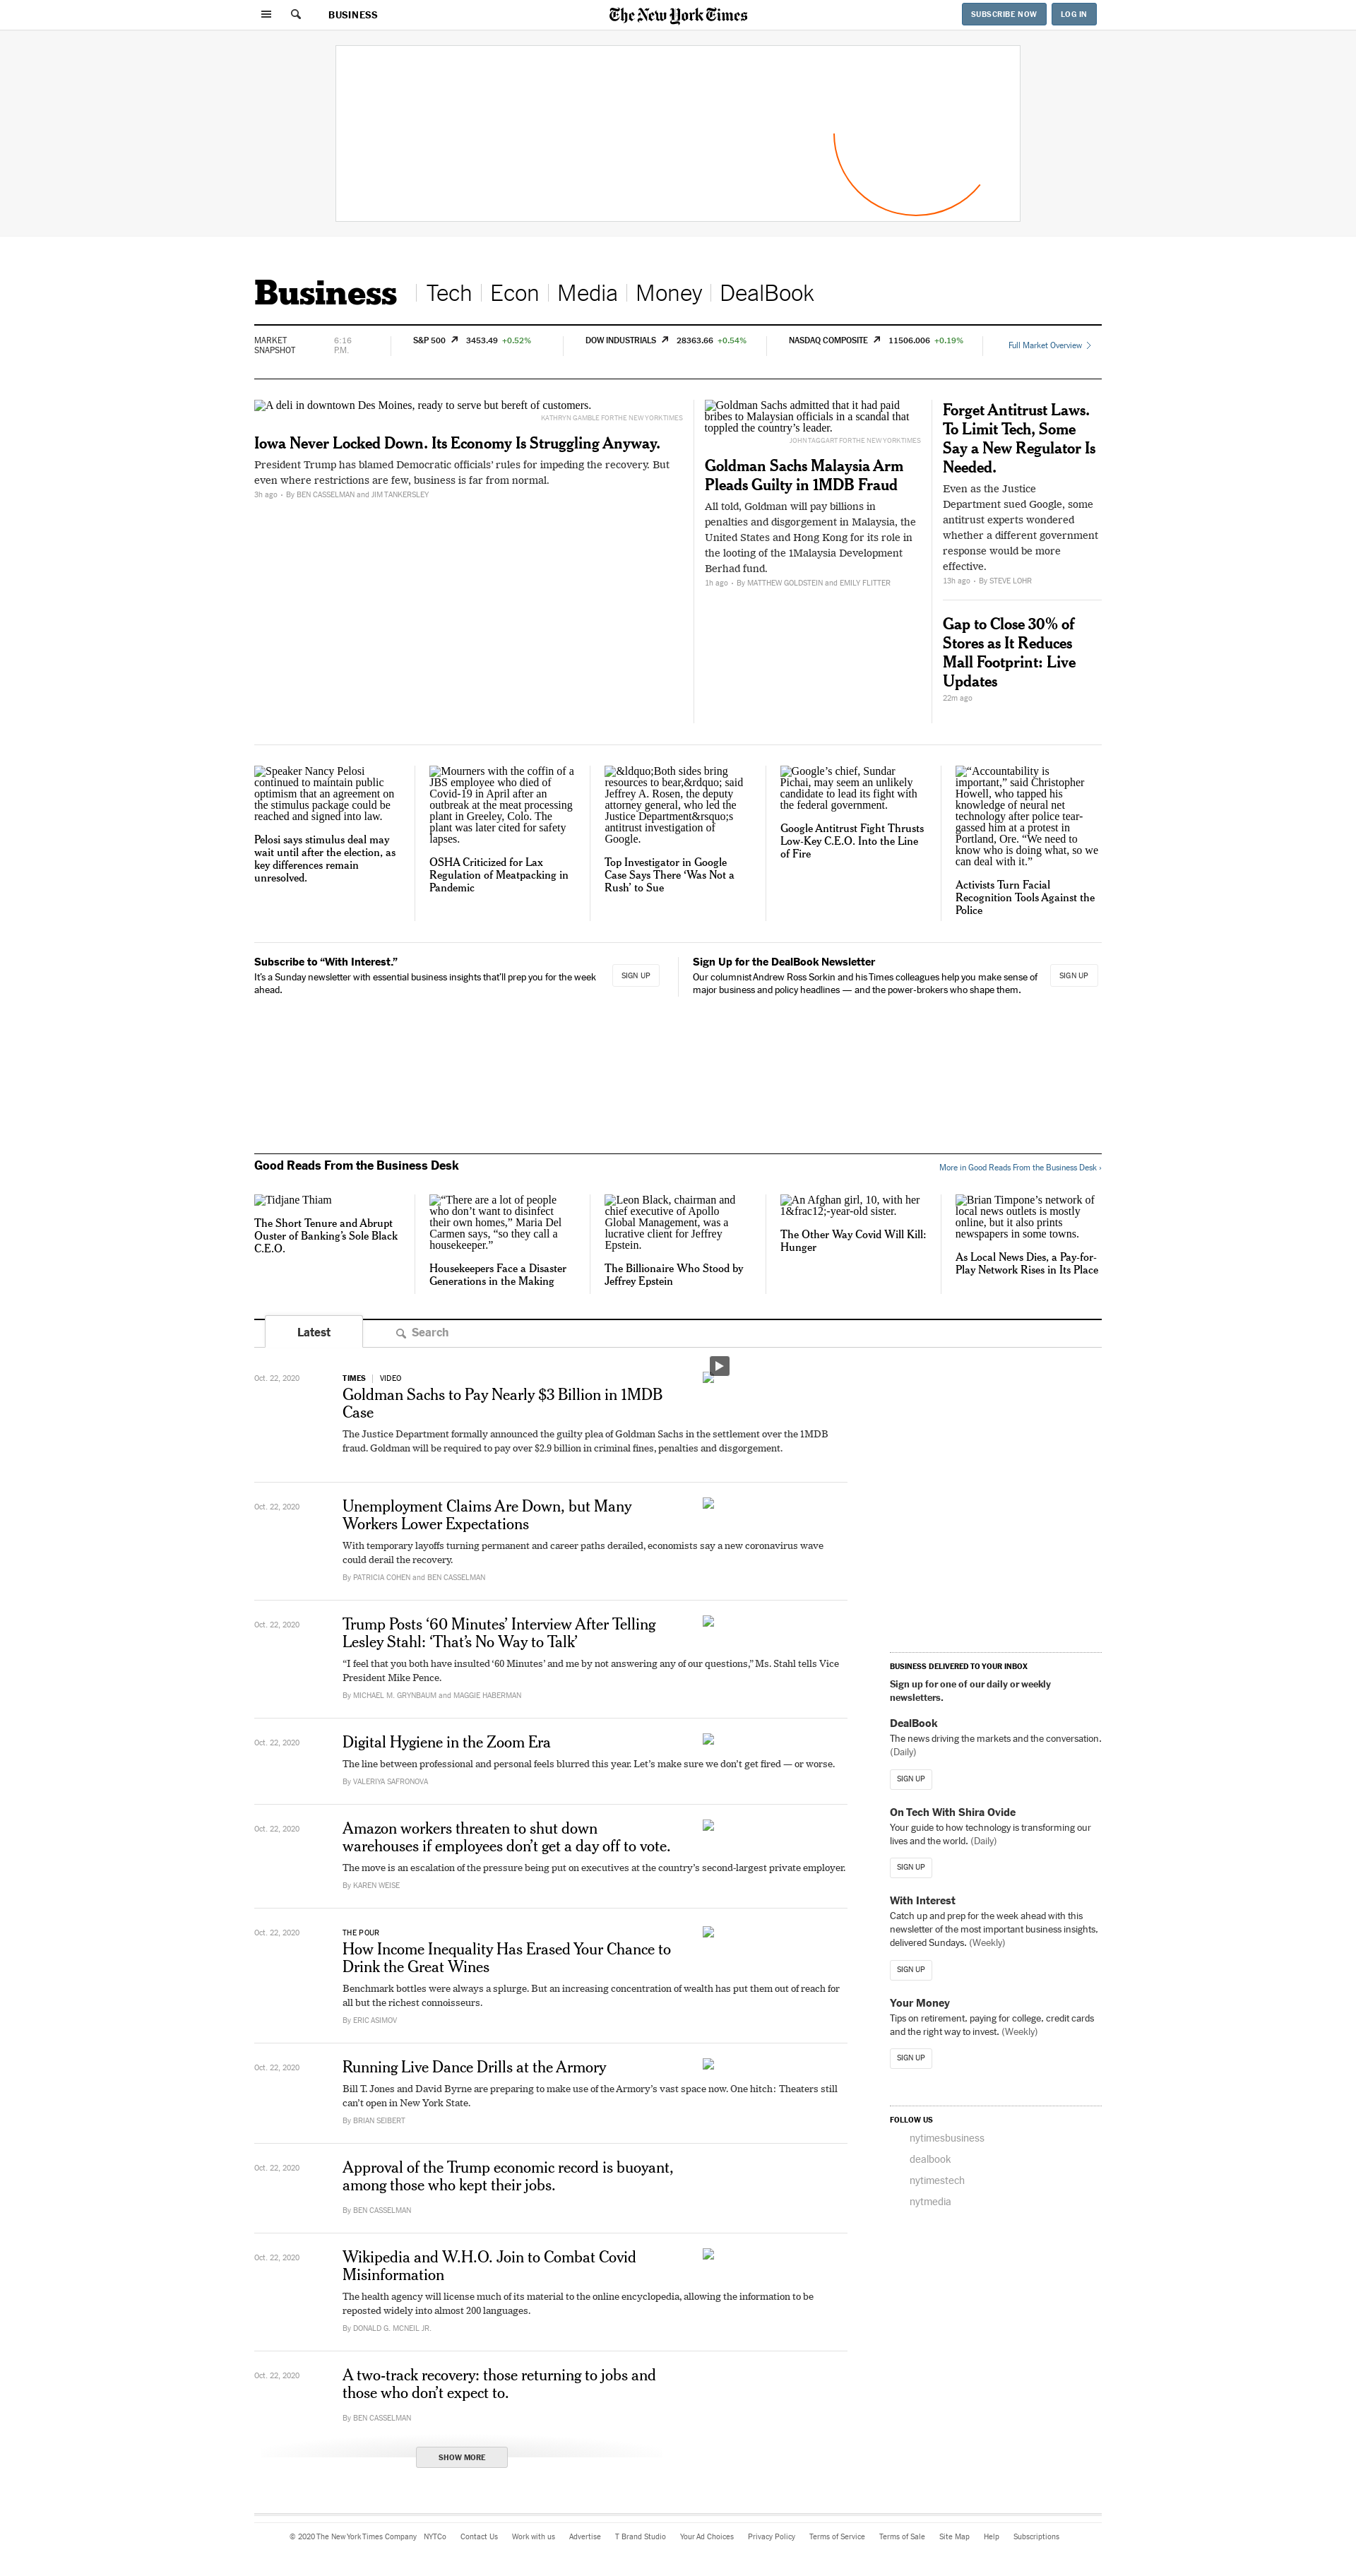 BUSINESS
The New York Times
SUBSCRIBE NOW
LOG IN
Business
Tech
Econ
Media
Money
DealBook
MARKET
SNAPSHOT
6:16
P.M.
S&P 500 3453.49 +0.52%
DOW INDUSTRIALS 28363.66 +0.54%
NASDAQ COMPOSITE 11506.006 +0.19%
Full Market Overview
A deli in downtown Des Moines, ready to serve but bereft of customers.
KATHRYN GAMBLE FOR THE NEW YORK TIMES
Iowa Never Locked Down. Its Economy Is Struggling Anyway.
President Trump has blamed Democratic officials' rules for impeding the recovery. But
even where restrictions are few, business is far from normal.
3h ago • By BEN CASSELMAN and JIM TANKERSLEY
Goldman Sachs admitted that it had paid
bribes to Malaysian officials in a scandal that
toppled the country’s leader.
JOHN TAGGART FOR THE NEW YORK TIMES
Goldman Sachs Malaysia Arm
Pleads Guilty in 1MDB Fraud
All told, Goldman will pay billions in
penalties and disgorgement in Malaysia, the
United States and Hong Kong for its role in
the looting of the 1Malaysia Development
Berhad fund.
1h ago • By MATTHEW GOLDSTEIN and EMILY FLITTER
Forget Antitrust Laws.
To Limit Tech, Some
Say a New Regulator Is
Needed.
Even as the Justice
Department sued Google, some
antitrust experts wondered
whether a different government
response would be more
effective.
13h ago • By STEVE LOHR
Gap to Close 30% of
Stores as It Reduces
Mall Footprint: Live
Updates
22m ago
Speaker Nancy Pelosi
continued to maintain public
optimism that an agreement on
the stimulus package could be
reached and signed into law.
Pelosi says stimulus deal may
wait until after the election, as
key differences remain
unresolved.
Mourners with the coffin of a
JBS employee who died of
Covid-19 in April after an
outbreak at the meat processing
plant in Greeley, Colo. The
plant was later cited for safety
lapses.
OSHA Criticized for Lax
Regulation of Meatpacking in
Pandemic
&ldquo;Both sides bring
resources to bear,&rdquo; said
Jeffrey A. Rosen, the deputy
attorney general, who led the
Justice Department&rsquo;s
antitrust investigation of
Google.
Top Investigator in Google
Case Says There ‘Was Not a
Rush’ to Sue
Google’s chief, Sundar
Pichai, may seem an unlikely
candidate to lead its fight with
the federal government.
Google Antitrust Fight Thrusts
Low-Key C.E.O. Into the Line
of Fire
“Accountability is
important,” said Christopher
Howell, who tapped his
knowledge of neural net
technology after police tear-
gassed him at a protest in
Portland, Ore. “We need to
know who is doing what, so we
can deal with it.”
Activists Turn Facial
Recognition Tools Against the
Police
Subscribe to “With Interest.”
It’s a Sunday newsletter with essential business insights that’ll prep you for the week
ahead.
SIGN UP
Sign Up for the DealBook Newsletter
Our columnist Andrew Ross Sorkin and his Times colleagues help you make sense of
major business and policy headlines — and the power-brokers who shape them.
SIGN UP
Good Reads From the Business Desk
More in Good Reads From the Business Desk ›
Tidjane Thiam
The Short Tenure and Abrupt
Ouster of Banking’s Sole Black
C.E.O.
“There are a lot of people
who don’t want to disinfect
their own homes,” Maria Del
Carmen says, “so they call a
housekeeper.”
Housekeepers Face a Disaster
Generations in the Making
Leon Black, chairman and
chief executive of Apollo
Global Management, was a
lucrative client for Jeffrey
Epstein.
The Billionaire Who Stood by
Jeffrey Epstein
An Afghan girl, 10, with her
1&frac12;-year-old sister.
The Other Way Covid Will Kill:
Hunger
Brian Timpone’s network of
local news outlets is mostly
online, but it also prints
newspapers in some towns.
As Local News Dies, a Pay-for-
Play Network Rises in Its Place
Latest
Search
Oct. 22, 2020
TIMES | VIDEO
Goldman Sachs to Pay Nearly $3 Billion in 1MDB
Case
The Justice Department formally announced the guilty plea of Goldman Sachs in the settlement over the 1MDB
fraud. Goldman will be required to pay over $2.9 billion in criminal fines, penalties and disgorgement.
Oct. 22, 2020
Unemployment Claims Are Down, but Many
Workers Lower Expectations
With temporary layoffs turning permanent and career paths derailed, economists say a new coronavirus wave
could derail the recovery.
By PATRICIA COHEN and BEN CASSELMAN
Oct. 22, 2020
Trump Posts ‘60 Minutes’ Interview After Telling
Lesley Stahl: ‘That’s No Way to Talk’
“I feel that you both have insulted ‘60 Minutes’ and me by not answering any of our questions,” Ms. Stahl tells Vice
President Mike Pence.
By MICHAEL M. GRYNBAUM and MAGGIE HABERMAN
Oct. 22, 2020
Digital Hygiene in the Zoom Era
The line between professional and personal feels blurred this year. Let’s make sure we don’t get fired — or worse.
By VALERIYA SAFRONOVA
Oct. 22, 2020
Amazon workers threaten to shut down
warehouses if employees don’t get a day off to vote.
The move is an escalation of the pressure being put on executives at the country’s second-largest private employer.
By KAREN WEISE
Oct. 22, 2020
THE POUR
How Income Inequality Has Erased Your Chance to
Drink the Great Wines
Benchmark bottles were always a splurge. But an increasing concentration of wealth has put them out of reach for
all but the richest connoisseurs.
By ERIC ASIMOV
Oct. 22, 2020
Running Live Dance Drills at the Armory
Bill T. Jones and David Byrne are preparing to make use of the Armory’s vast space now. One hitch: Theaters still
can’t open in New York State.
By BRIAN SEIBERT
Oct. 22, 2020
Approval of the Trump economic record is buoyant,
among those who kept their jobs.
By BEN CASSELMAN
Oct. 22, 2020
Wikipedia and W.H.O. Join to Combat Covid
Misinformation
The health agency will license much of its material to the online encyclopedia, allowing the information to be
reposted widely into almost 200 languages.
By DONALD G. MCNEIL JR.
Oct. 22, 2020
A two-track recovery: those returning to jobs and
those who don’t expect to.
By BEN CASSELMAN
SHOW MORE
BUSINESS DELIVERED TO YOUR INBOX
Sign up for one of our daily or weekly
newsletters.
DealBook
The news driving the markets and the conversation.
(Daily)
SIGN UP
On Tech With Shira Ovide
Your guide to how technology is transforming our
lives and the world. (Daily)
SIGN UP
With Interest
Catch up and prep for the week ahead with this
newsletter of the most important business insights,
delivered Sundays. (Weekly)
SIGN UP
Your Money
Tips on retirement, paying for college, credit cards
and the right way to invest. (Weekly)
SIGN UP
FOLLOW US
nytimesbusiness
dealbook
nytimestech
nytmedia
© 2020 The New York Times Company NYTCo Contact Us Work with us Advertise T Brand Studio Your Ad Choices Privacy Policy Terms of Service Terms of Sale Site Map Help Subscriptions